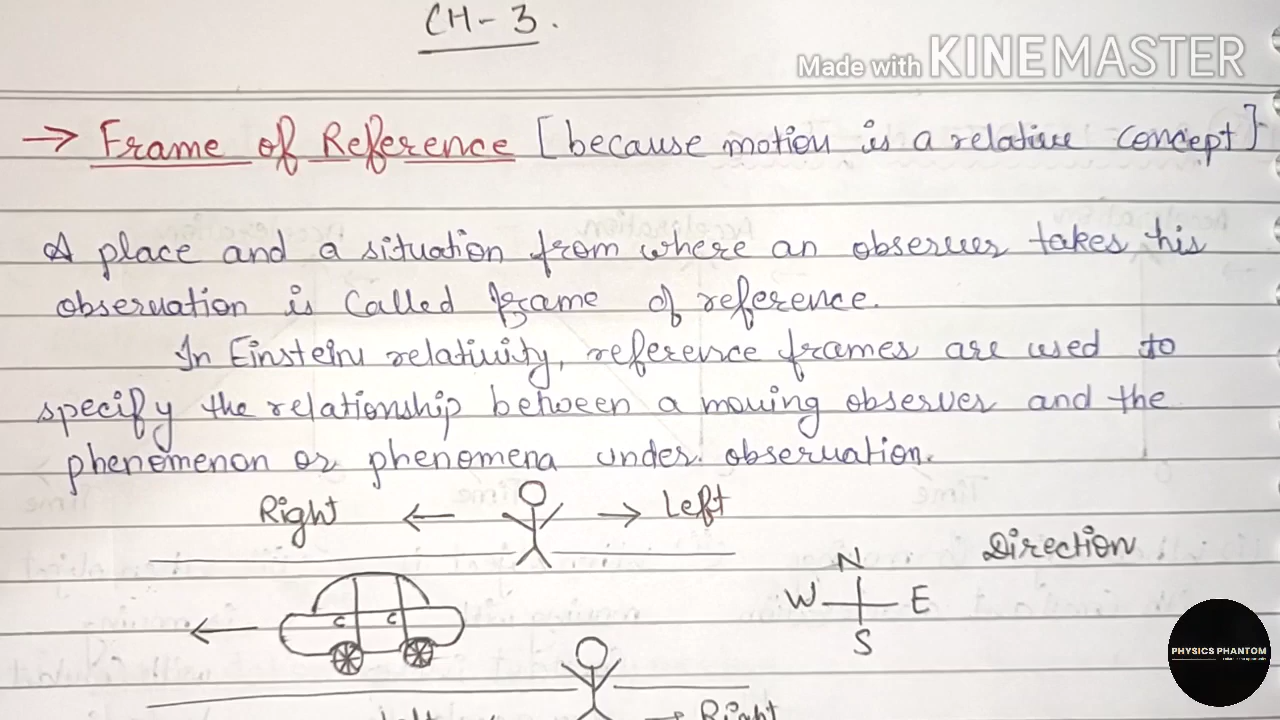 CH-3.
Made with KINEMASTER
→ Frame of Reference [because motion is a relative concept]
A place and a situation from where an observer takes his
observation is called frame of reference.
In Einstein relativity, reference frames are used to
specify the relationship between a moving observer and the
phenomenon or phenomena under observation.
Right ← → Left
Direction
N
W E
S
← C C
PHYSICS PHANTOM
→ Right